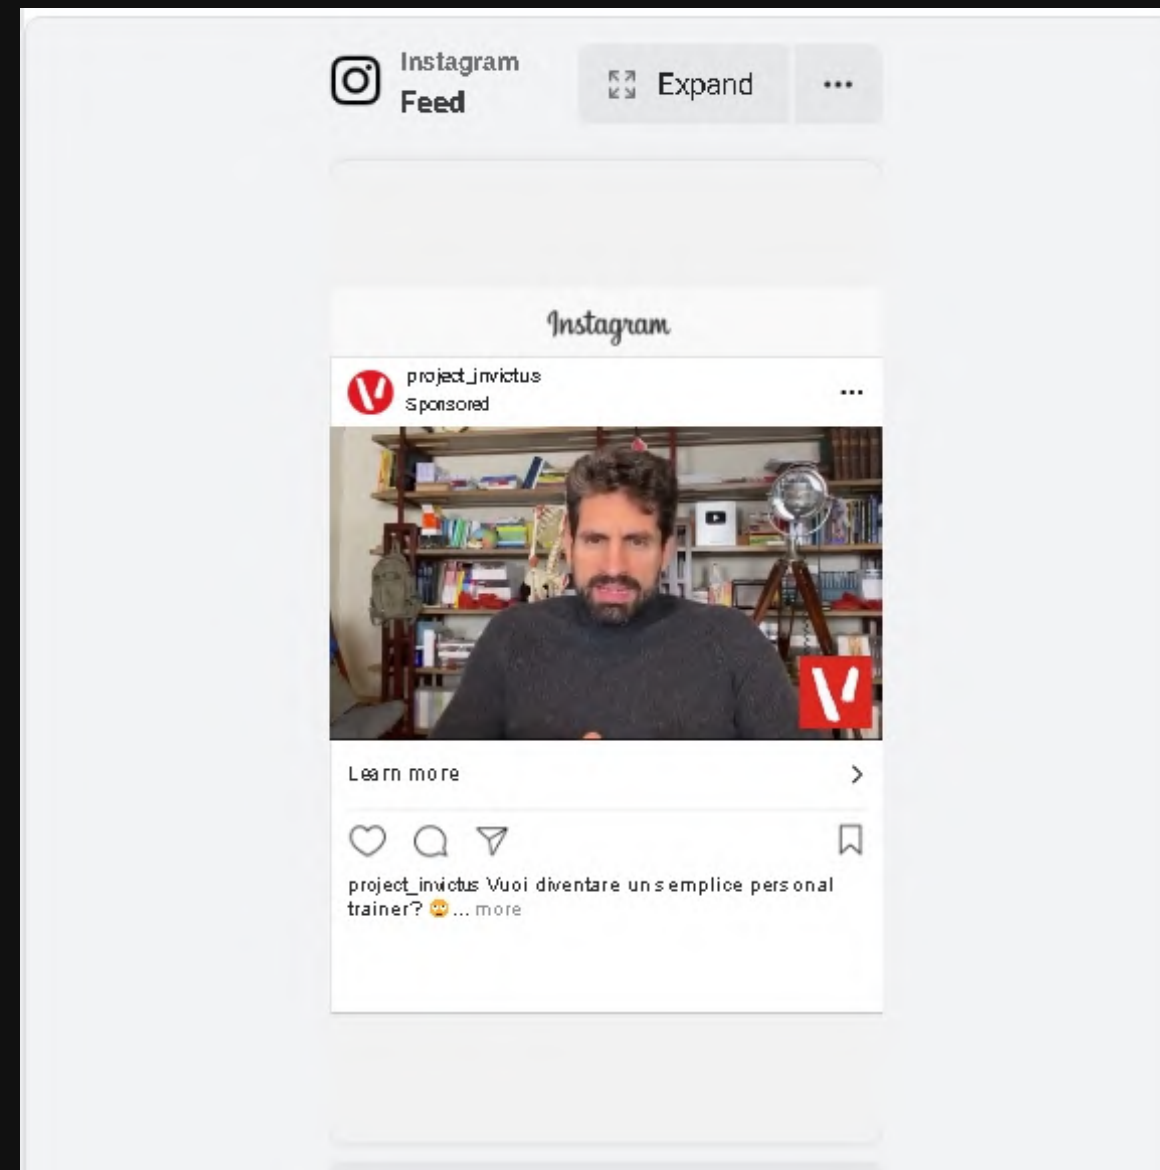 Instagram
Feed
Expand
Instagram
project_invictus
Sponsored
Learn more
project_invictus Vuoi diventare un semplice personal
trainer? 🙄 ... more